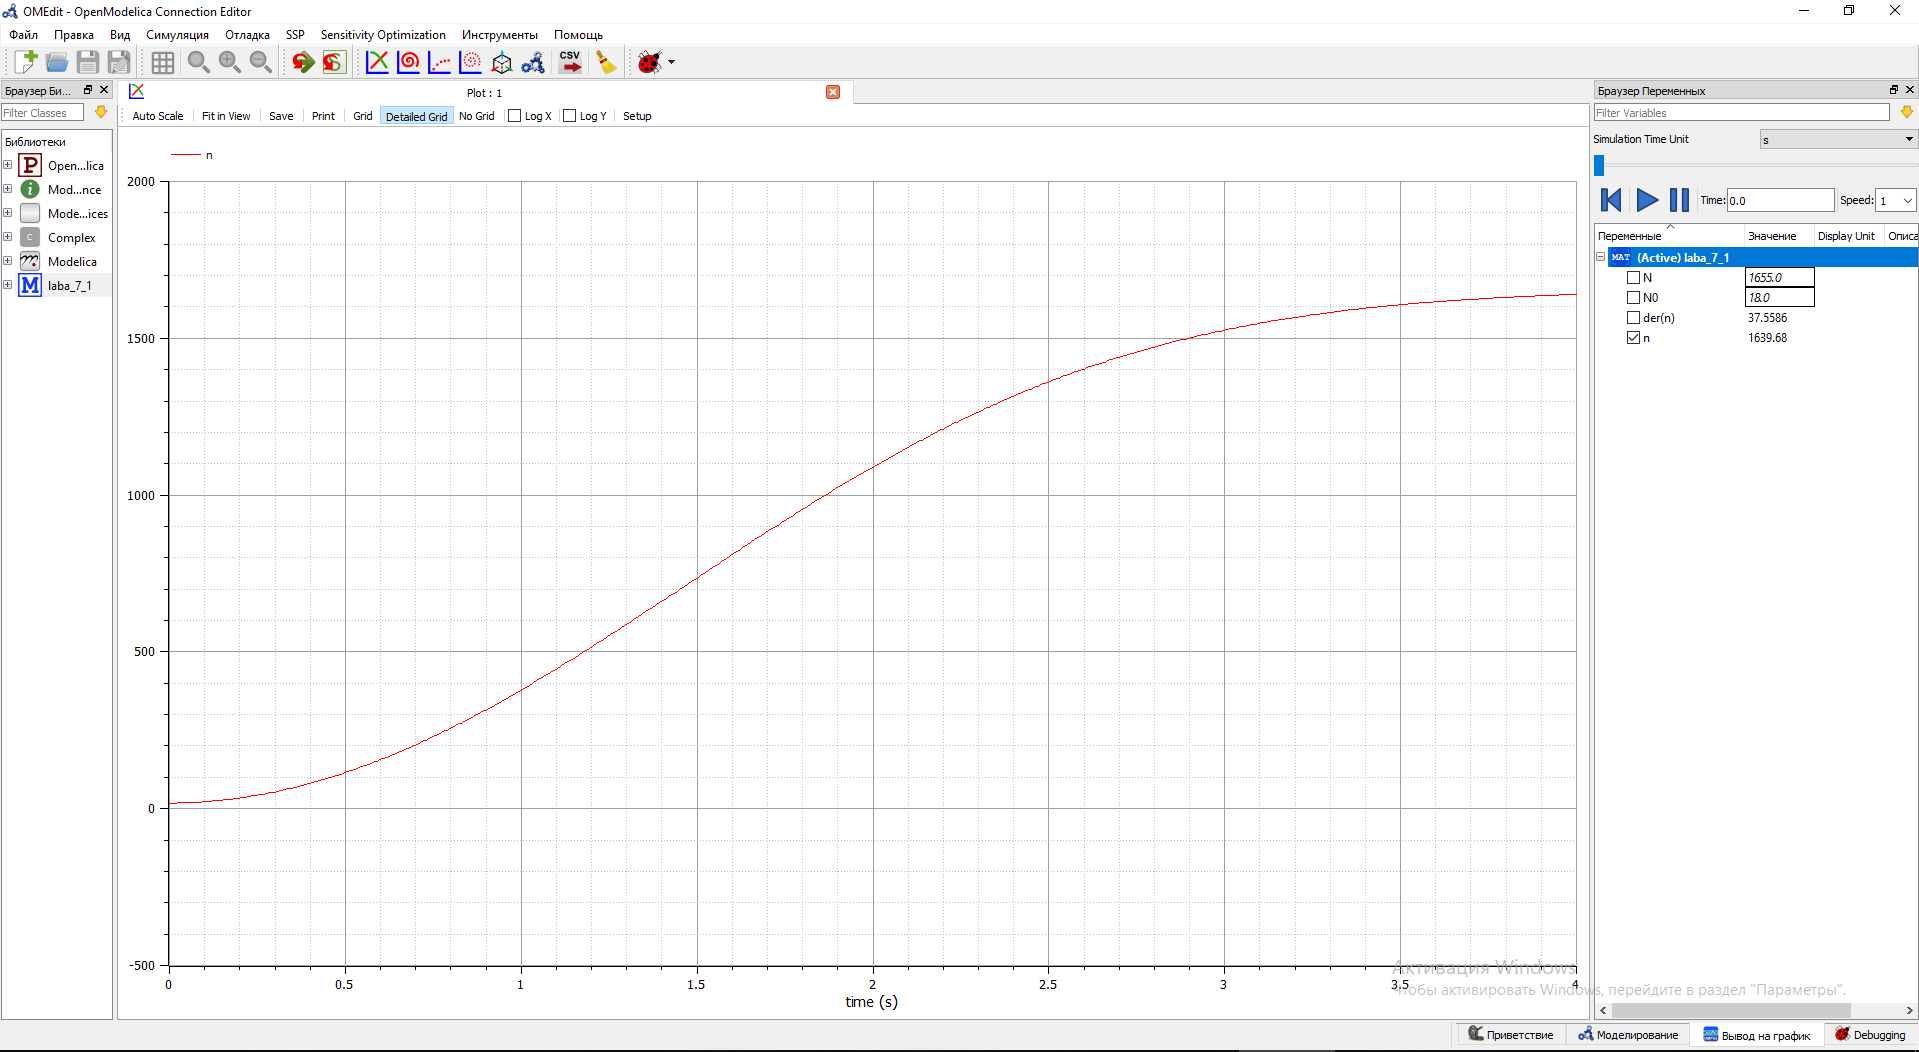 OMEdit - OpenModelica Connection Editor
Файл Правка Вид Симуляция Отладка SSP Sensitivity Optimization Инструменты Помощь
CSV
Браузер Би...
Filter Classes
Библиотеки
P Open...lica
i Mod...nce
Mode...ices
C Complex
Modelica
M laba_7_1
Plot : 1
Auto Scale Fit in View Save Print Grid Detailed Grid No Grid Log X Log Y Setup
n
2000
1500
1000
500
0
-500
0 0.5 1 1.5 2 2.5 3 3.5 4
time (s)
Браузер Переменных
Filter Variables
Simulation Time Unit s
Time: 0.0 Speed: 1
Переменные Значение Display Unit Описа
MAT (Active) laba_7_1
N 1655.0
N0 18.0
der(n) 37.5586
n 1639.68
Активация Windows
Чтобы активировать Windows, перейдите в раздел "Параметры".
Приветствие Моделирование Вывод на график Debugging